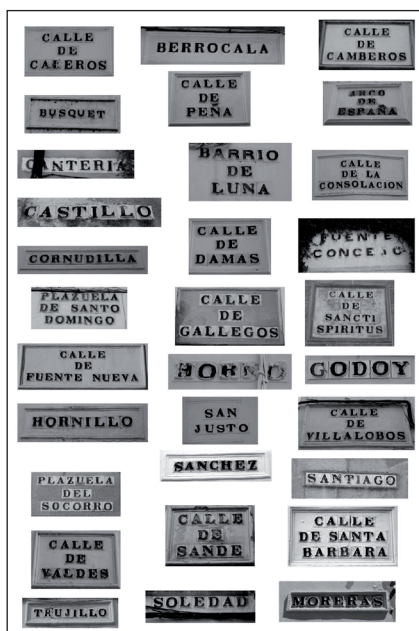 CALLE
DE
CALEROS
BERROCALA
CALLE
DE
CAMBEROS
BUSQUET
CALLE
DE
PEÑA
ARCO
DE
ESPAÑA
CANTERIA
BARRIO
DE
LUNA
CALLE
DE LA
CONSOLACION
CASTILLO
CORNUDILLA
CALLE
DE
DAMAS
FUENTE
CONCEJO
PLAZUELA
DE SANTO
DOMINGO
CALLE
DE
GALLEGOS
CALLE
DE
SANCTI
SPIRITUS
CALLE
DE
FUENTE NUEVA
HORNO
GODOY
HORNILLO
SAN
JUSTO
CALLE
DE
VILLALOBOS
SANCHEZ
PLAZUELA
DEL
SOCORRO
SANTIAGO
CALLE
DE
VALDES
CALLE
DE
SANDE
CALLE
DE SANTA
BARBARA
TRUJILLO
SOLEDAD
MORERAS